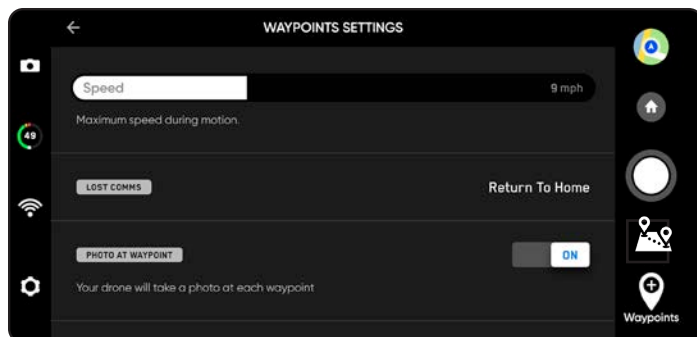 WAYPOINTS SETTINGS
Speed 9 mph
Maximum speed during motion.
49
LOST COMMS Return To Home
PHOTO AT WAYPOINT ON
Your drone will take a photo at each waypoint
Waypoints